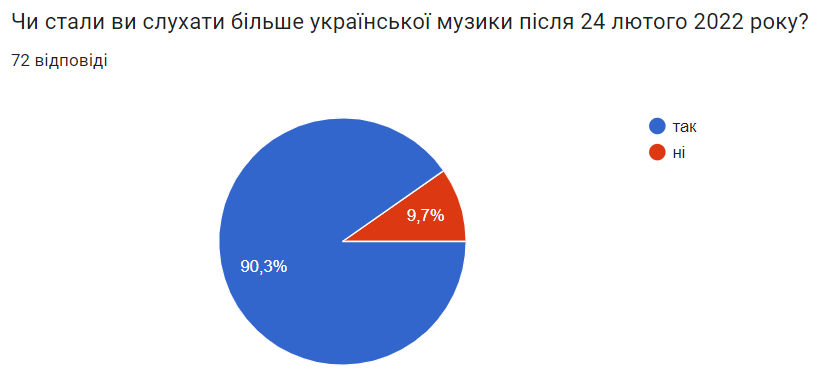 Чи стали ви слухати більше української музики після 24 лютого 2022 року?
72 відповіді
так
ні
9,7%
90,3%